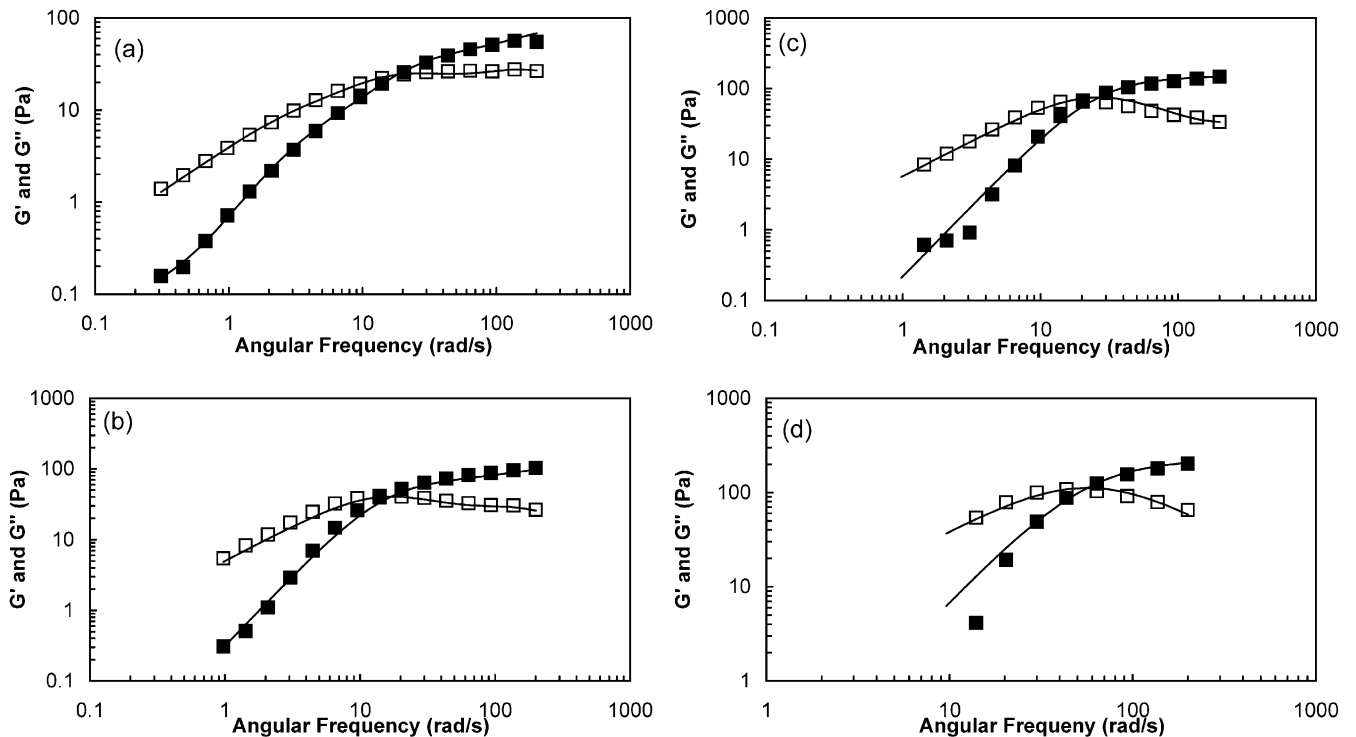 (a)
100
10
1
0.1
G' and G'' (Pa)
0.1 1 10 100 1000
Angular Frequency (rad/s)
(c)
1000
100
10
1
0.1
G' and G'' (Pa)
0.1 1 10 100 1000
Angular Frequency (rad/s)
(b)
1000
100
10
1
0.1
G' and G'' (Pa)
0.1 1 10 100 1000
Angular Frequency (rad/s)
(d)
1000
100
10
1
G' and G'' (Pa)
1 10 100 1000
Angular Frequeny (rad/s)